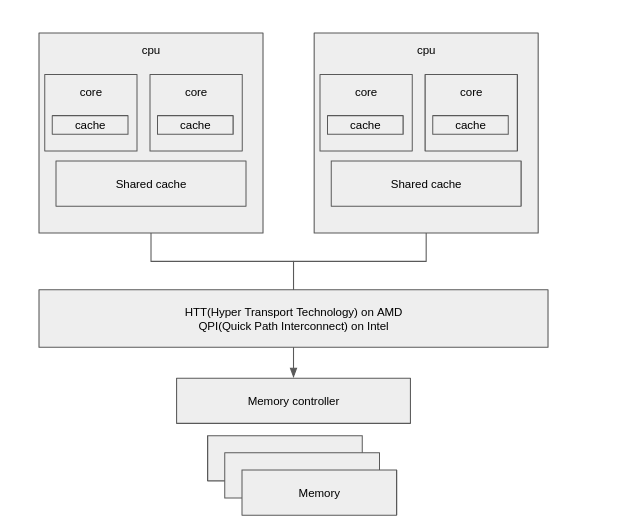 cpu
cpu
core
core
core
core
cache
cache
cache
cache
Shared cache
Shared cache
HTT(Hyper Transport Technology) on AMD
QPI(Quick Path Interconnect) on Intel
Memory controller
Memory